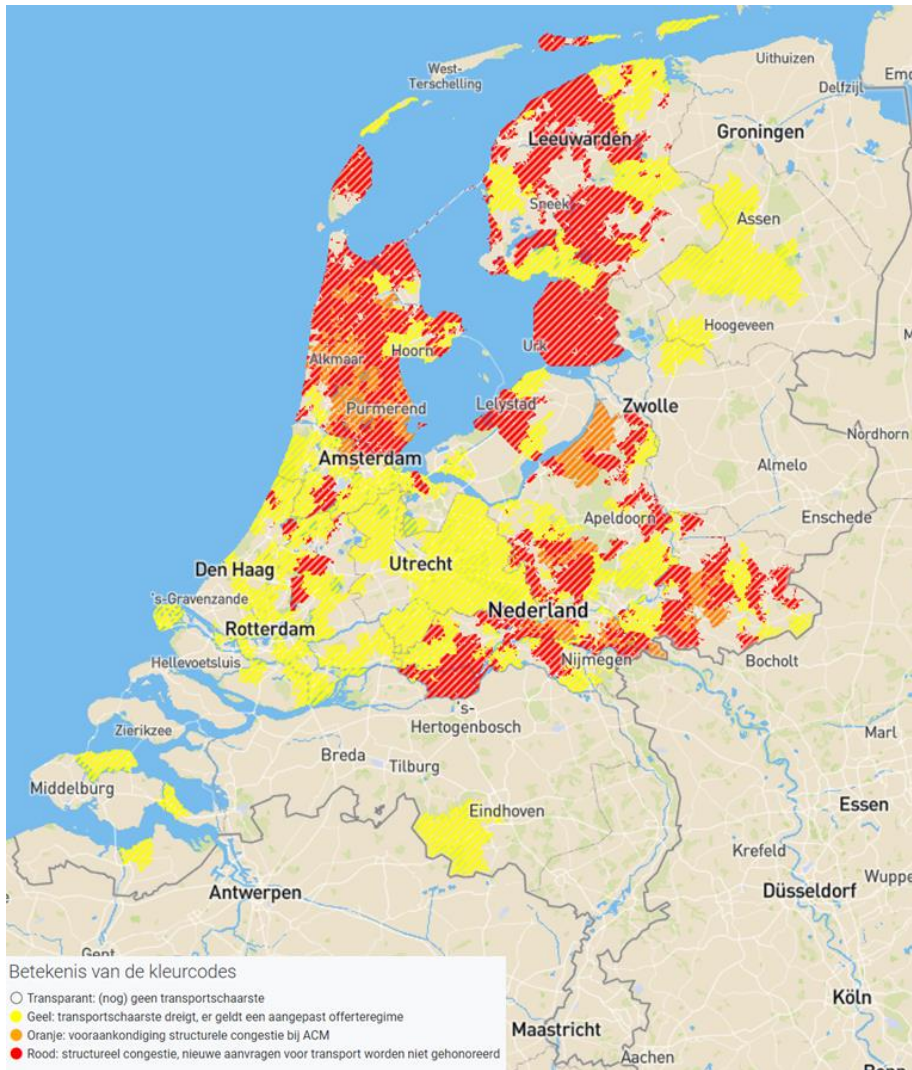 Uithuizen
West-
Terschelling
Delfzijl
Groningen
Leeuwarden
Assen
Sneek
Hoogeveen
Urk
Hoorn
Alkmaar
Lelystad
Zwolle
Purmerend
Nordhorn
Amsterdam
Almelo
Apeldoorn
Enschede
Den Haag
Utrecht
's-Gravenzande
Nederland
Rotterdam
Hellevoetsluis
Nijmegen
Bocholt
's-
Hertogenbosch
Zierikzee
Marl
Breda
Tilburg
Middelburg
Eindhoven
Essen
Krefeld
Antwerpen
Düsseldorf
Wuppe
Gent
Köln
Maastricht
Aachen
Betekenis van de kleurcodes
Transparant: (nog) geen transportschaarste
Geel: transportschaarste dreigt, er geldt een aangepast offerteregime
Oranje: vooraankondiging structurele congestie bij ACM
Rood: structureel congestie, nieuwe aanvragen voor transport worden niet gehonoreerd